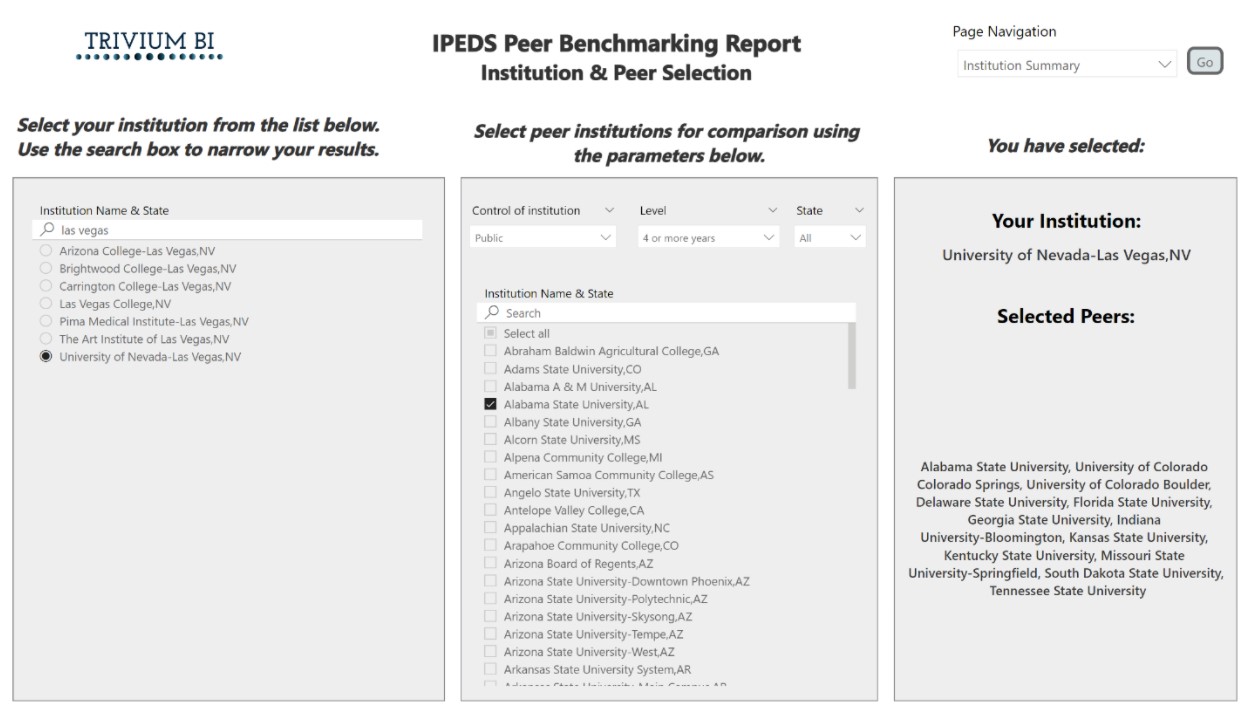 TRIVIUM BI
IPEDS Peer Benchmarking Report
Institution & Peer Selection
Page Navigation
Institution Summary
Go
Select your institution from the list below.
Use the search box to narrow your results.
Select peer institutions for comparison using
the parameters below.
You have selected:
Institution Name & State
las vegas
Arizona College-Las Vegas,NV
Brightwood College-Las Vegas,NV
Carrington College-Las Vegas,NV
Las Vegas College,NV
Pima Medical Institute-Las Vegas,NV
The Art Institute of Las Vegas,NV
University of Nevada-Las Vegas,NV
Control of institution
Level
State
Public
4 or more years
All
Institution Name & State
Search
Select all
Abraham Baldwin Agricultural College,GA
Adams State University,CO
Alabama A & M University,AL
Alabama State University,AL
Albany State University,GA
Alcorn State University,MS
Alpena Community College,MI
American Samoa Community College,AS
Angelo State University,TX
Antelope Valley College,CA
Appalachian State University,NC
Arapahoe Community College,CO
Arizona Board of Regents,AZ
Arizona State University-Downtown Phoenix,AZ
Arizona State University-Polytechnic,AZ
Arizona State University-Skysong,AZ
Arizona State University-Tempe,AZ
Arizona State University-West,AZ
Arkansas State University System,AR
Your Institution:
University of Nevada-Las Vegas,NV
Selected Peers:
Alabama State University, University of Colorado
Colorado Springs, University of Colorado Boulder,
Delaware State University, Florida State University,
Georgia State University, Indiana
University-Bloomington, Kansas State University,
Kentucky State University, Missouri State
University-Springfield, South Dakota State University,
Tennessee State University